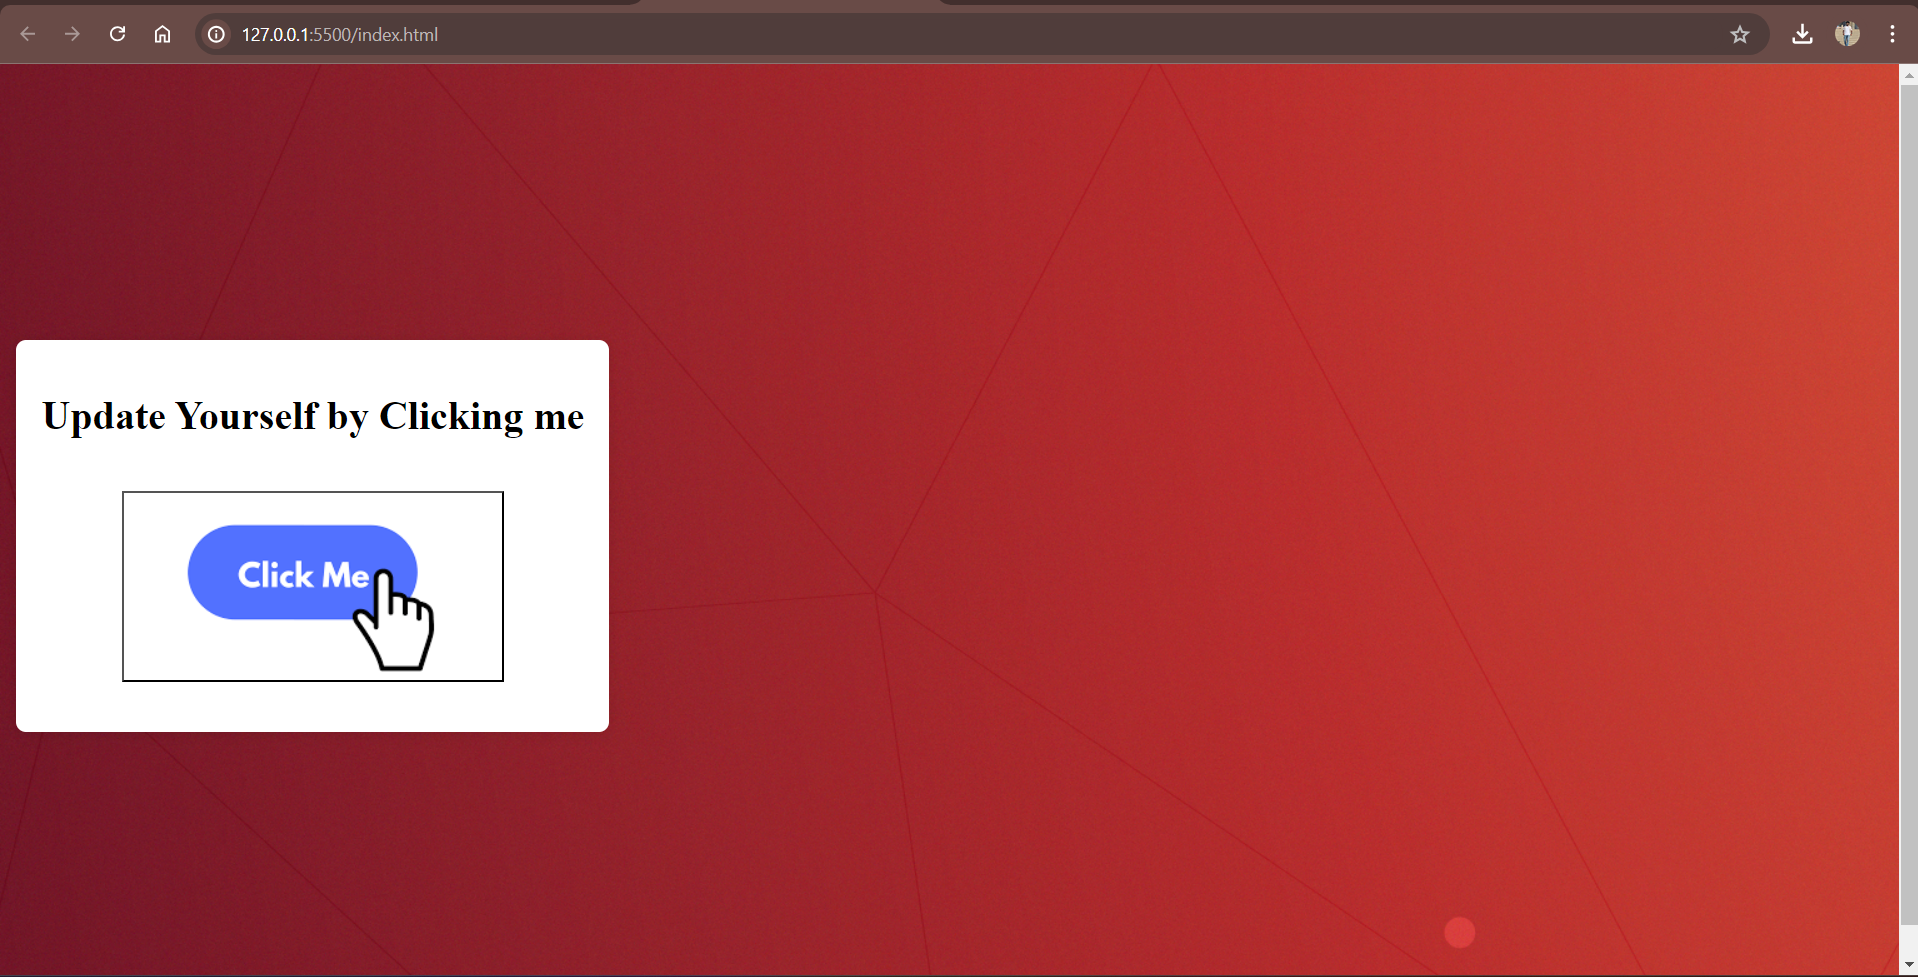 127.0.0.1:5500/index.html
Update Yourself by Clicking me
Click Me